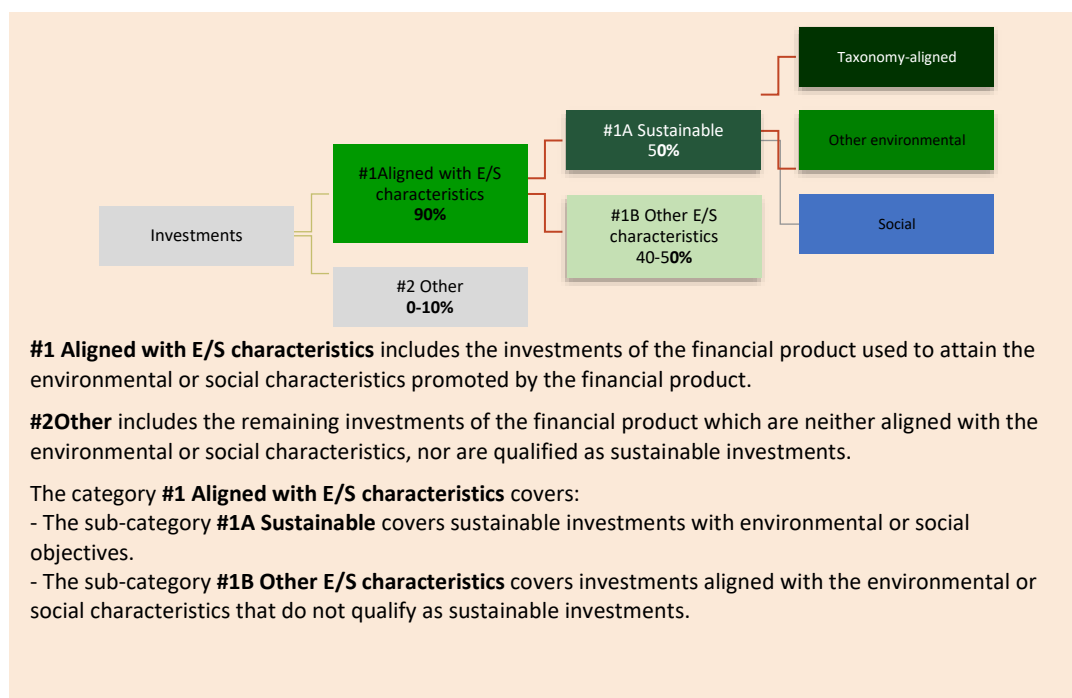 Taxonomy-aligned
#1A Sustainable
50%
Other environmental
#1Aligned with E/S
characteristics
90%
#1B Other E/S
characteristics
40-50%
Social
Investments
#2 Other
0-10%
#1 Aligned with E/S characteristics includes the investments of the financial product used to attain the
environmental or social characteristics promoted by the financial product.
#2Other includes the remaining investments of the financial product which are neither aligned with the
environmental or social characteristics, nor are qualified as sustainable investments.
The category #1 Aligned with E/S characteristics covers:
- The sub-category #1A Sustainable covers sustainable investments with environmental or social
objectives.
- The sub-category #1B Other E/S characteristics covers investments aligned with the environmental or
social characteristics that do not qualify as sustainable investments.